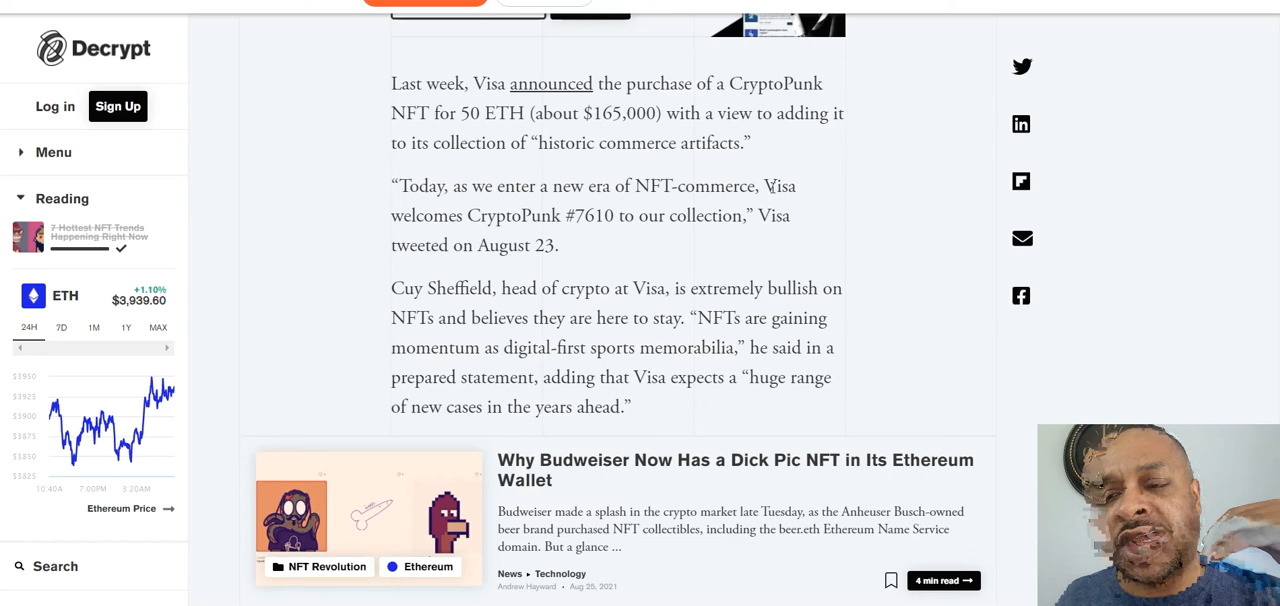 Decrypt
Log in
Sign Up
Menu
Reading
7 Hottest NFT Trends
Happening Right Now
ETH
+1.10%
$3,939.60
24H 7D 1M 1Y MAX
$3950
$3925
$3900
$3875
$3850
$3825
10:40A 7:00PM 3:20AM
Ethereum Price
Search
Last week, Visa announced the purchase of a CryptoPunk
NFT for 50 ETH (about $165,000) with a view to adding it
to its collection of “historic commerce artifacts.”
“Today, as we enter a new era of NFT-commerce, Visa
welcomes CryptoPunk #7610 to our collection,” Visa
tweeted on August 23.
Cuy Sheffield, head of crypto at Visa, is extremely bullish on
NFTs and believes they are here to stay. “NFTs are gaining
momentum as digital-first sports memorabilia,” he said in a
prepared statement, adding that Visa expects a “huge range
of new cases in the years ahead.”
NFT Revolution
Ethereum
Why Budweiser Now Has a Dick Pic NFT in Its Ethereum
Wallet
Budweiser made a splash in the crypto market late Tuesday, as the Anheuser Busch-owned
beer brand purchased NFT collectibles, including the beer.eth Ethereum Name Service
domain. But a glance ...
News ▸ Technology
Andrew Hayward • Aug 25, 2021
4 min read